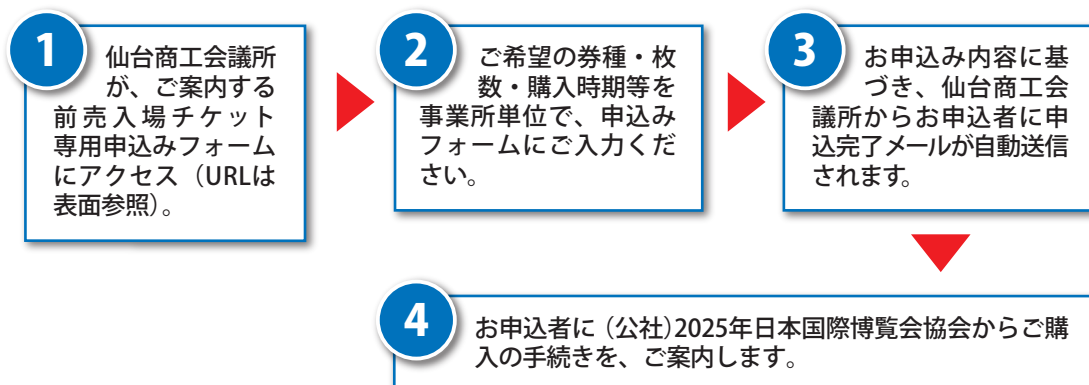 1
仙台商工会議所
が、ご案内する
前売入場チケット
専用申込みフォーム
にアクセス（URLは
表面参照）。
2
ご希望の券種・枚
数・購入時期等を
事業所単位で、申込み
フォームにご入力くだ
さい。
3
お申込み内容に基
づき、仙台商工会
議所からお申込者に申
込完了メールが自動送信
されます。
4
お申込者に（公社）2025年日本国際博覧会協会からご購
入の手続きを、ご案内します。